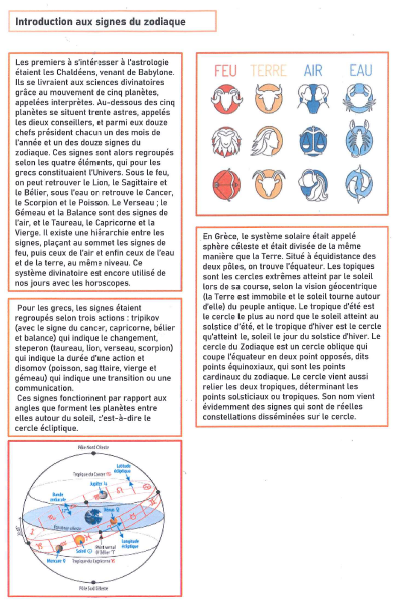 Introduction aux signes du zodiaque
Les premiers à s'intéresser à l'astrologie
étaient les Chaldéens, venant de Babylone.
Ils se livraient aux sciences divinatoires
grâce au mouvement de cinq planètes,
appelées interprètes. Au-dessous des cinq
planètes se situent trente astres, appelés
les dieux conseillers, et parmi eux douze
chefs président chacun un des mois de
l'année et un des douze signes du
zodiaque. Ces signes sont alors regroupés
selon les quatre éléments, qui pour les
grecs constituaient l'Univers. Sous le feu,
on peut retrouver le Lion, le Sagittaire et
le Bélier, sous l'eau or retrouve le Cancer,
le Scorpion et le Poisson. Le Verseau ; le
Gémeau et la Balance sont des signes de
l'air, et le Taureau, le Capricorne et la
Vierge. Il existe une hiérarchie entre les
signes, plaçant au sommet les signes de
feu, puis ceux de l'air et enfin ceux de l'eau
et de la terre, au même niveau. Ce
système divinatoire est encore utilisé de
nos jours avec les horoscopes.
Pour les grecs, les signes étaient
regroupés selon trois actions : tripikov
(avec le signe du cancer, capricorne, bélier
et balance) qui indique le changement,
steperon (taureau, lion, verseau, scorpion)
qui indique la durée d'une action et
disomov (poisson, sagittaire, vierge et
gémeau) qui indique une transition ou une
communication.
Ces signes fonctionnent par rapport aux
angles que forment les planètes entre
elles autour du soleil, c'est-à-dire le
cercle écliptique.
FEU TERRE AIR EAU
En Grèce, le système solaire était appelé
sphère céleste et était divisée de la même
manière que la Terre. Situé à équidistance des
deux pôles, on trouve l'équateur. Les topiques
sont les cercles extrêmes atteint par le soleil
lors de sa course, selon la vision géocentrique
(la Terre est immobile et le soleil tourne autour
d'elle) du peuple antique. Le tropique d'été est
le cercle le plus au nord que le soleil atteint au
solstice d'été, et le tropique d'hiver est le cercle
qu'atteint le, soleil le jour du solstice d'hiver. Le
cercle du Zodiaque est un cercle oblique qui
coupe l'équateur en deux point opposés, dits
points équinoxiaux, qui sont les points
cardinaux du zodiaque. Le cercle vient aussi
relier les deux tropiques, déterminant les
points solsticiaux ou tropiques. Son nom vient
évidemment des signes qui sont de réelles
constellations disséminées sur le cercle.
Pôle Nord Céleste
Latitude
écliptique
Tropique du Cancer
Jupiter
Bande
zodiacale
Vénus
Equateur céleste
Soleil
Point vernal
0° Bélier
Longitude
écliptique
Mercure
Tropique du Capricorne
Pôle Sud Céleste